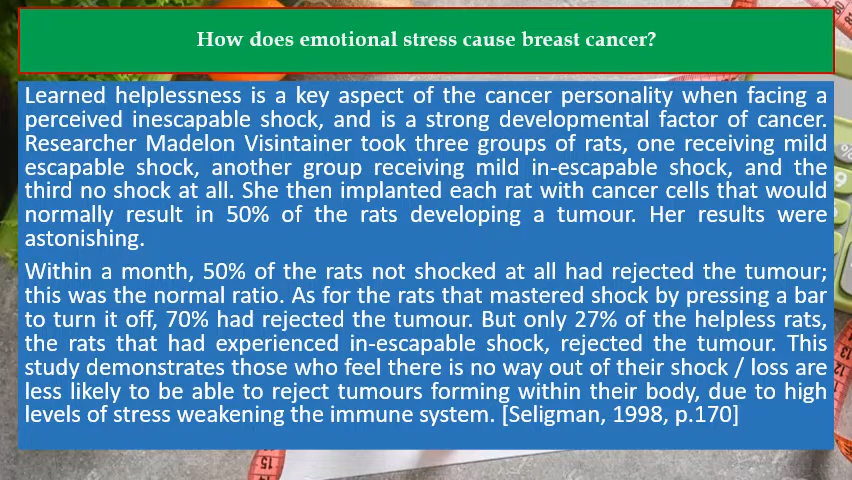 How does emotional stress cause breast cancer?
Learned helplessness is a key aspect of the cancer personality when facing a
perceived inescapable shock, and is a strong developmental factor of cancer.
Researcher Madelon Visintainer took three groups of rats, one receiving mild
escapable shock, another group receiving mild in-escapable shock, and the
third no shock at all. She then implanted each rat with cancer cells that would
normally result in 50% of the rats developing a tumour. Her results were
astonishing.
Within a month, 50% of the rats not shocked at all had rejected the tumour;
this was the normal ratio. As for the rats that mastered shock by pressing a bar
to turn it off, 70% had rejected the tumour. But only 27% of the helpless rats,
the rats that had experienced in-escapable shock, rejected the tumour. This
study demonstrates those who feel there is no way out of their shock / loss are
less likely to be able to reject tumours forming within their body, due to high
levels of stress weakening the immune system. [Seligman, 1998, p.170]
15
80
81